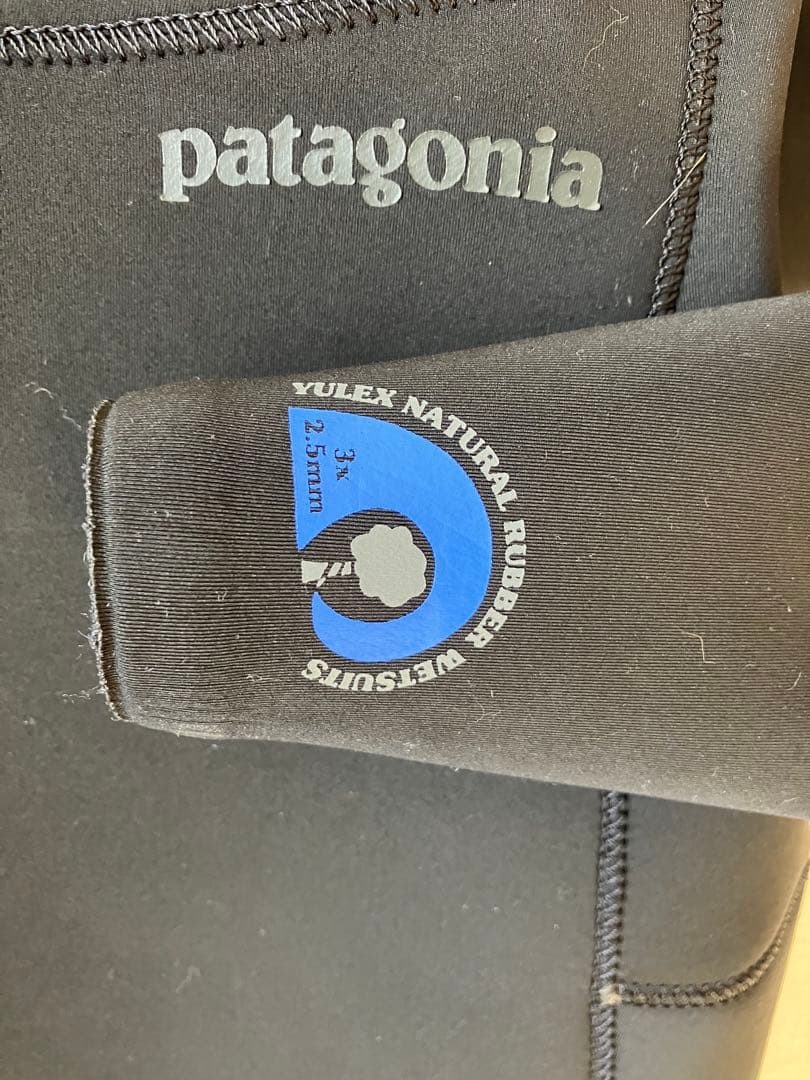 patagonia
YULEX NATURAL RUBBER WETSUITS
3x
2.5mm